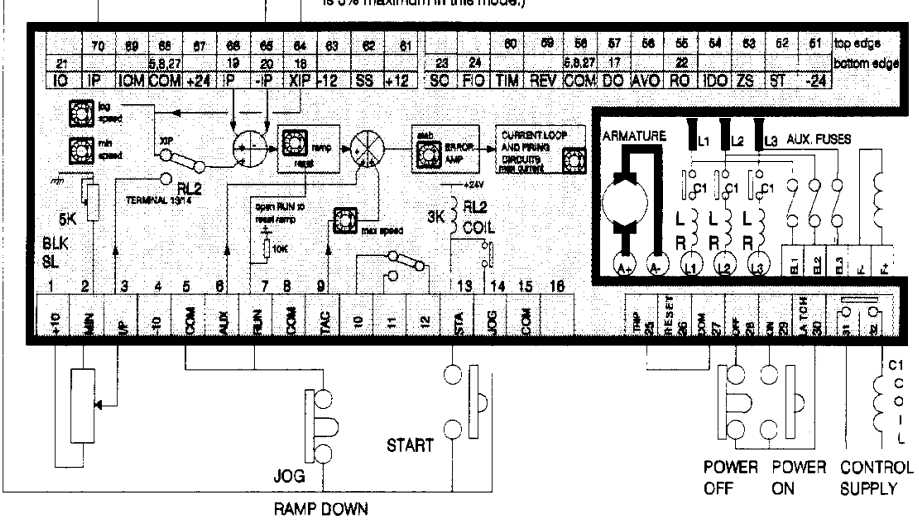 is 5% maximum in this mode.)
70 69 68 67 66 65 64 63 62 61 60 59 58 57 56 55 54 53 52 51 top edge
21 5,8,27 19 20 18 23 24 5,8,27 17 22 bottom edge
IO IP IOM COM +24 IP -IP XIP -12 SS +12 SO FIO TIM REV COM DO AVO RO IDO ZS ST -24
jog
speed
min
speed
XIP
RL2
TERMINAL 13/14
5K
BLK
SL
ramp
reset
open RUN to
reset ramp
10K
max speed
stab
ERROR
AMP
CURRENT LOOP
AND FIRING
CIRCUITS
max current
+24V
3K
RL2
COIL
ARMATURE
L1 L2 L3 AUX. FUSES
C1 C1 C1
L L L
R R R
A+ A- L1 L2 L3 EL1 EL2 EL3 F- F+
1 2 3 4 5 6 7 8 9 13 14 15 16
+10 MIN I/P -10 COM AUX RUN COM TAC 10 11 12 STA JOG COM
TRIP RESET COM OFF ON LATCH
25 26 27 28 29 30 31 32
JOG
START
RAMP DOWN
POWER OFF
POWER ON
CONTROL SUPPLY
C1
COIL